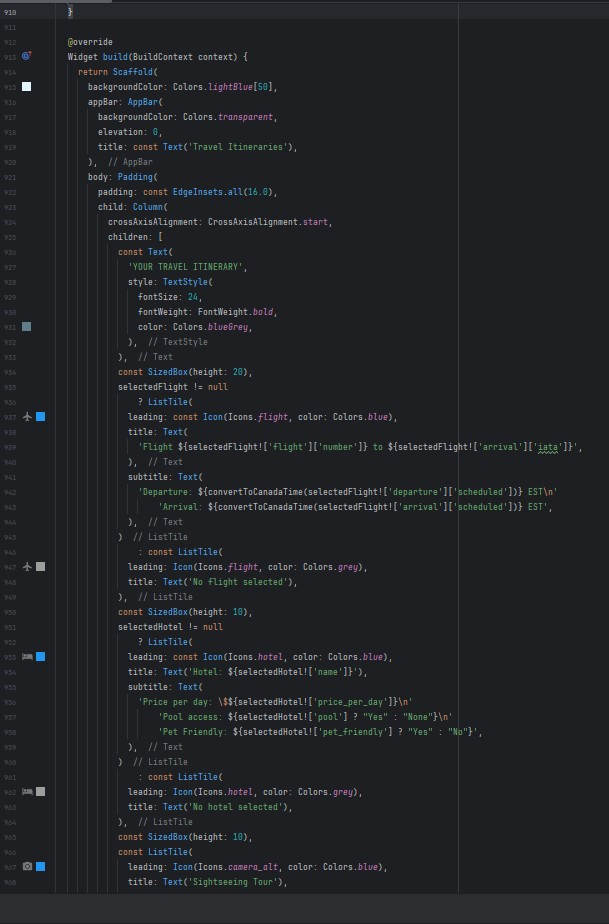 910 }
911
912 @override
913 Widget build(BuildContext context) {
914 return Scaffold(
915 backgroundColor: Colors.lightBlue[50],
916 appBar: AppBar(
917 backgroundColor: Colors.transparent,
918 elevation: 0,
919 title: const Text('Travel Itineraries'),
920 ), // AppBar
921 body: Padding(
922 padding: const EdgeInsets.all(16.0),
923 child: Column(
924 crossAxisAlignment: CrossAxisAlignment.start,
925 children: [
926 const Text(
927 'YOUR TRAVEL ITINERARY',
928 style: TextStyle(
929 fontSize: 24,
930 fontWeight: FontWeight.bold,
931 color: Colors.blueGrey,
932 ), // TextStyle
933 ), // Text
934 const SizedBox(height: 20),
935 selectedFlight != null
936 ? ListTile(
937 leading: const Icon(Icons.flight, color: Colors.blue),
938 title: Text(
939 'Flight ${selectedFlight!['flight']['number']} to ${selectedFlight!['arrival']['iata']}',
940 ), // Text
941 subtitle: Text(
942 'Departure: ${convertToCanadaTime(selectedFlight!['departure']['scheduled'])} EST\n'
943 'Arrival: ${convertToCanadaTime(selectedFlight!['arrival']['scheduled'])} EST',
944 ), // Text
945 ) // ListTile
946 : const ListTile(
947 leading: Icon(Icons.flight, color: Colors.grey),
948 title: Text('No flight selected'),
949 ), // ListTile
950 const SizedBox(height: 10),
951 selectedHotel != null
952 ? ListTile(
953 leading: const Icon(Icons.hotel, color: Colors.blue),
954 title: Text('Hotel: ${selectedHotel!['name']}'),
955 subtitle: Text(
956 'Price per day: \$${selectedHotel!['price_per_day']}\n'
957 'Pool access: ${selectedHotel!['pool'] ? "Yes" : "None"}\n'
958 'Pet Friendly: ${selectedHotel!['pet_friendly'] ? "Yes" : "No"}',
959 ), // Text
960 ) // ListTile
961 : const ListTile(
962 leading: Icon(Icons.hotel, color: Colors.grey),
963 title: Text('No hotel selected'),
964 ), // ListTile
965 const SizedBox(height: 10),
966 const ListTile(
967 leading: Icon(Icons.camera_alt, color: Colors.blue),
968 title: Text('Sightseeing Tour'),